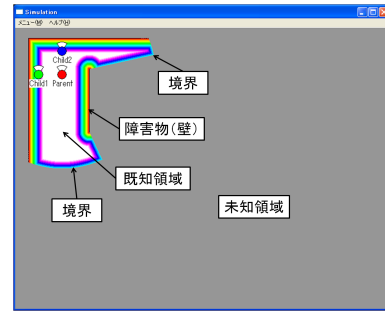 Simulation
メニュー(M) ヘルプ(H)
Child2
Child1 Parent
境界
障害物(壁)
既知領域
境界
未知領域